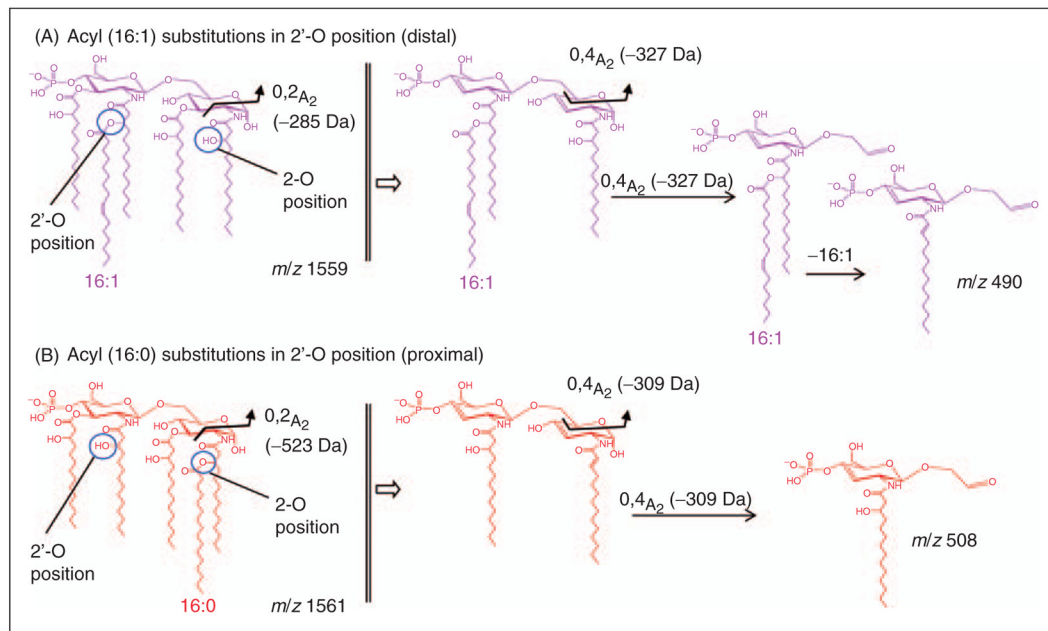 (A) Acyl (16:1) substitutions in 2'-O position (distal)
0,2A2
(–285 Da)
2-O
position
2'-O
position
16:1
m/z 1559
0,4A2 (–327 Da)
16:1
0,4A2 (–327 Da)
16:1
–16:1
m/z 490
(B) Acyl (16:0) substitutions in 2'-O position (proximal)
0,2A2
(–523 Da)
2-O
position
2'-O
position
16:0
m/z 1561
0,4A2 (–309 Da)
0,4A2 (–309 Da)
m/z 508